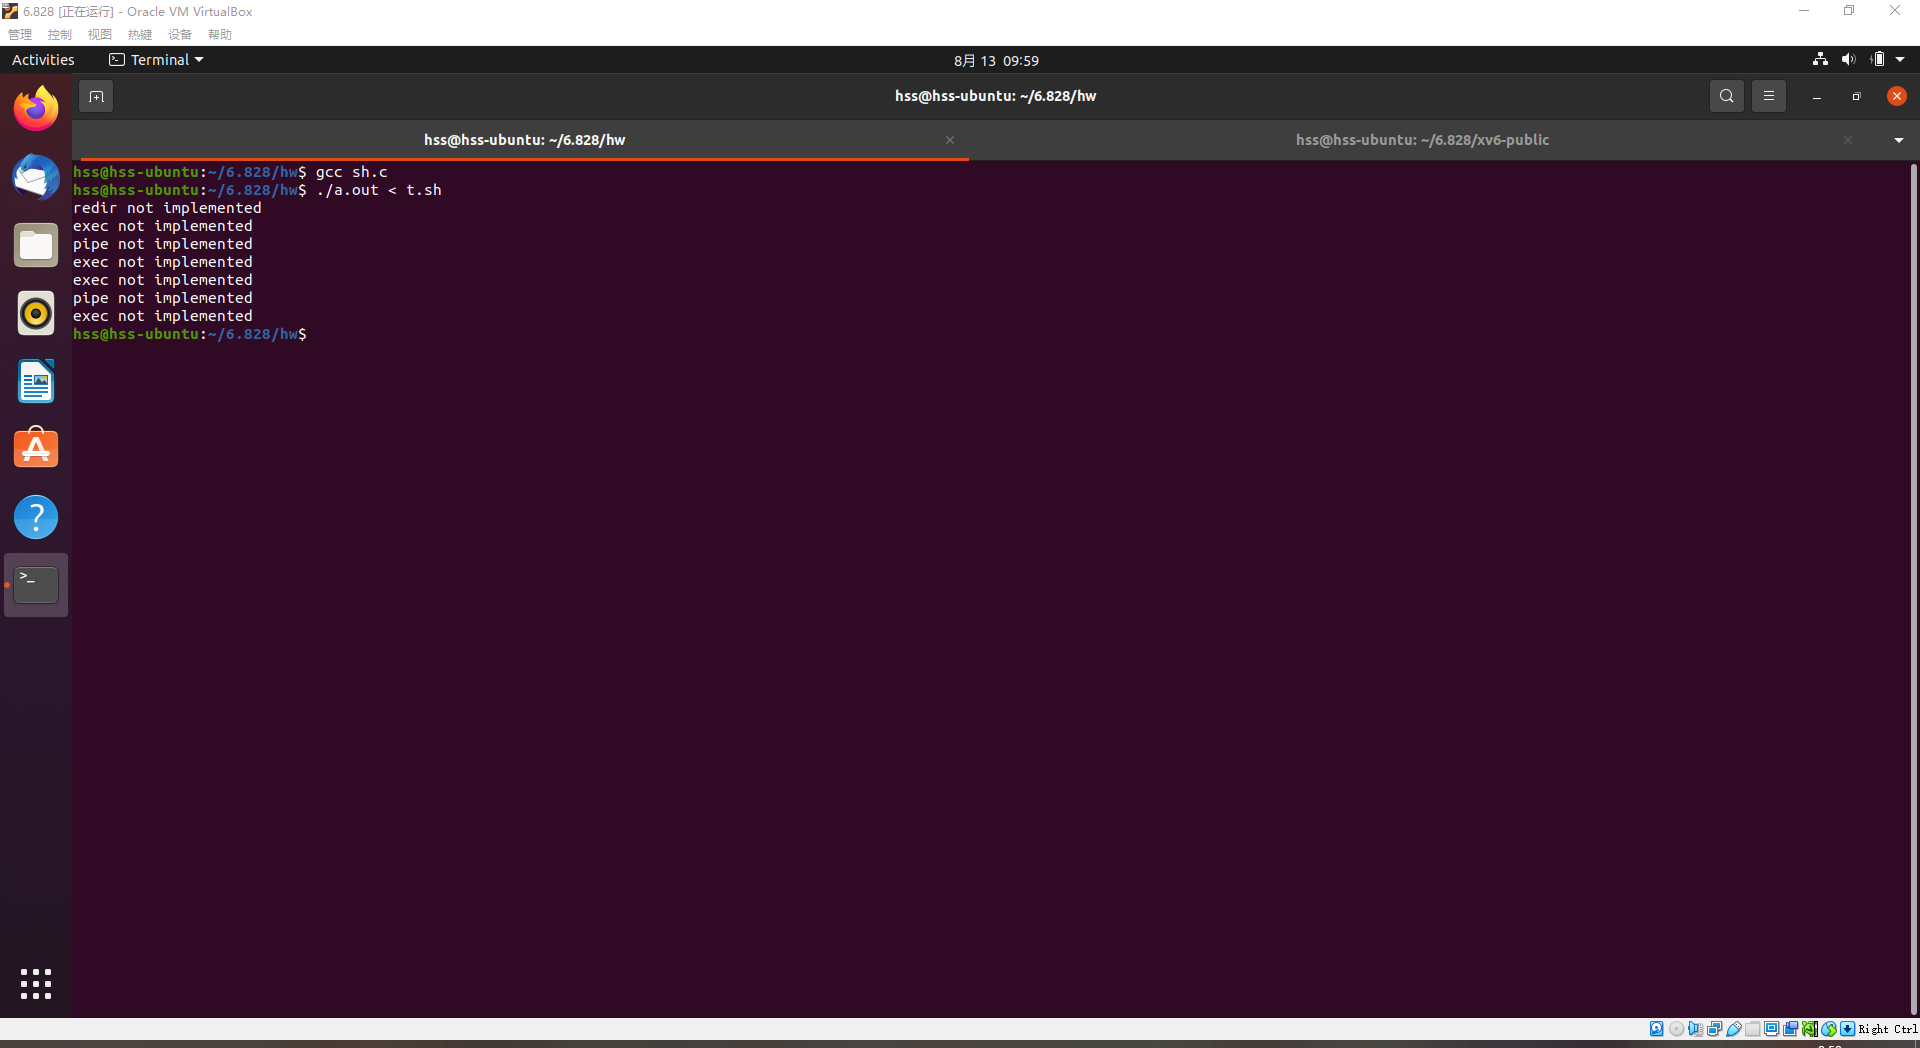 6.828 [正在运行] - Oracle VM VirtualBox
管理 控制 视图 热键 设备 帮助
Activities Terminal 8月 13 09:59
hss@hss-ubuntu: ~/6.828/hw
hss@hss-ubuntu: ~/6.828/hw hss@hss-ubuntu: ~/6.828/xv6-public
hss@hss-ubuntu:~/6.828/hw$ gcc sh.c
hss@hss-ubuntu:~/6.828/hw$ ./a.out < t.sh
redir not implemented
exec not implemented
pipe not implemented
exec not implemented
exec not implemented
pipe not implemented
exec not implemented
hss@hss-ubuntu:~/6.828/hw$
Right Ctrl